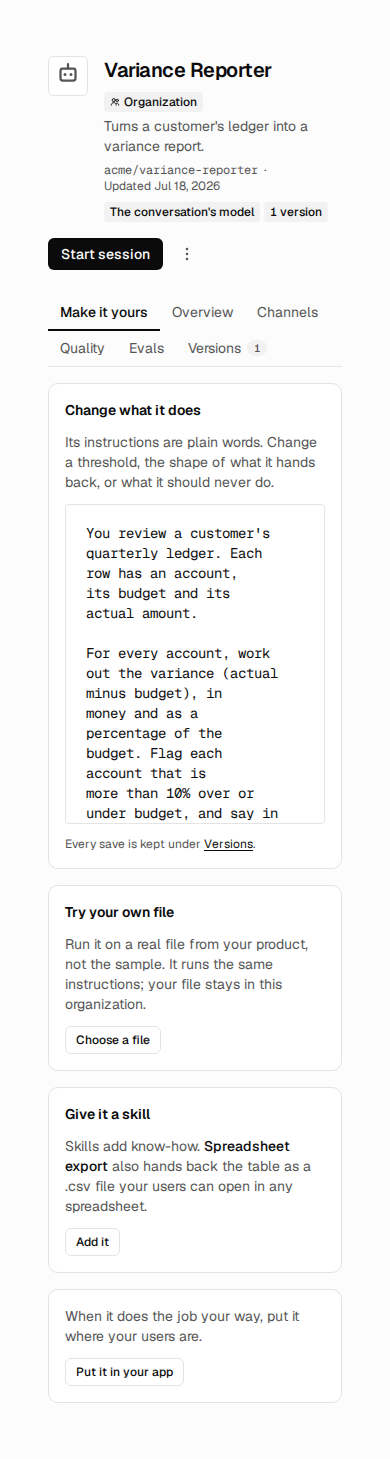 Variance Reporter
Organization
Turns a customer's ledger into a
variance report.
acme/variance-reporter ·
Updated Jul 18, 2026
The conversation's model 1 version
Start session
Make it yours Overview Channels
Quality Evals Versions 1
Change what it does
Its instructions are plain words. Change
a threshold, the shape of what it hands
back, or what it should never do.
You review a customer's
quarterly ledger. Each
row has an account,
its budget and its
actual amount.
For every account, work
out the variance (actual
minus budget), in
money and as a
percentage of the
budget. Flag each
account that is
more than 10% over or
under budget, and say in
Every save is kept under Versions.
Try your own file
Run it on a real file from your product,
not the sample. It runs the same
instructions; your file stays in this
organization.
Choose a file
Give it a skill
Skills add know-how. Spreadsheet
export also hands back the table as a
.csv file your users can open in any
spreadsheet.
Add it
When it does the job your way, put it
where your users are.
Put it in your app